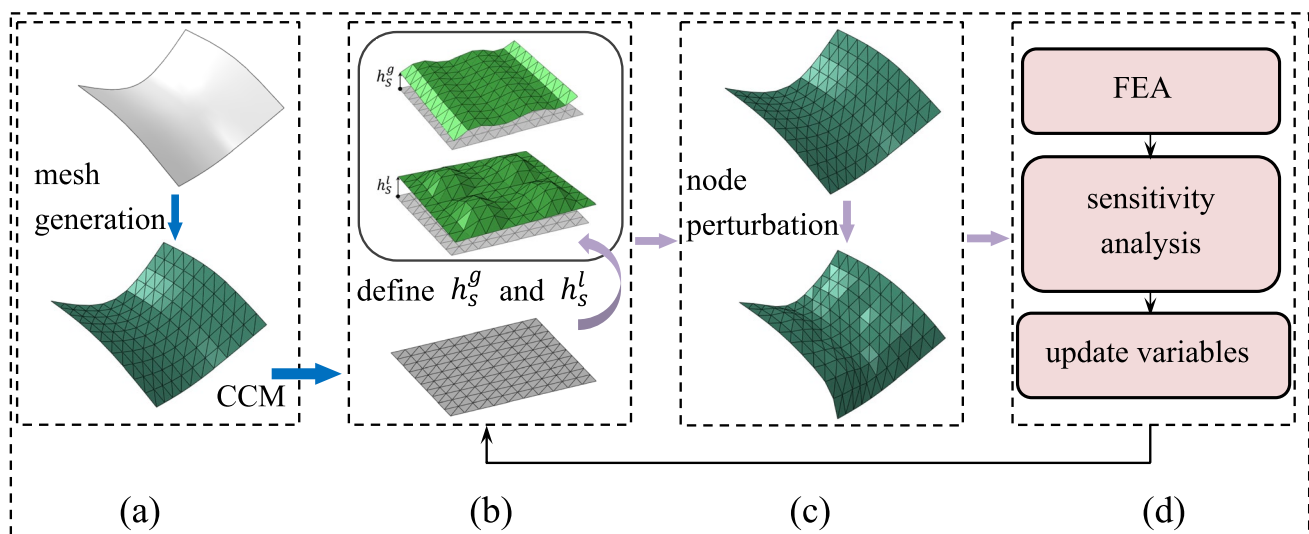 mesh
generation
CCM
(a)
h_s^g
h_s^l
define h_s^g and h_s^l
(b)
node
perturbation
(c)
FEA
sensitivity
analysis
update variables
(d)